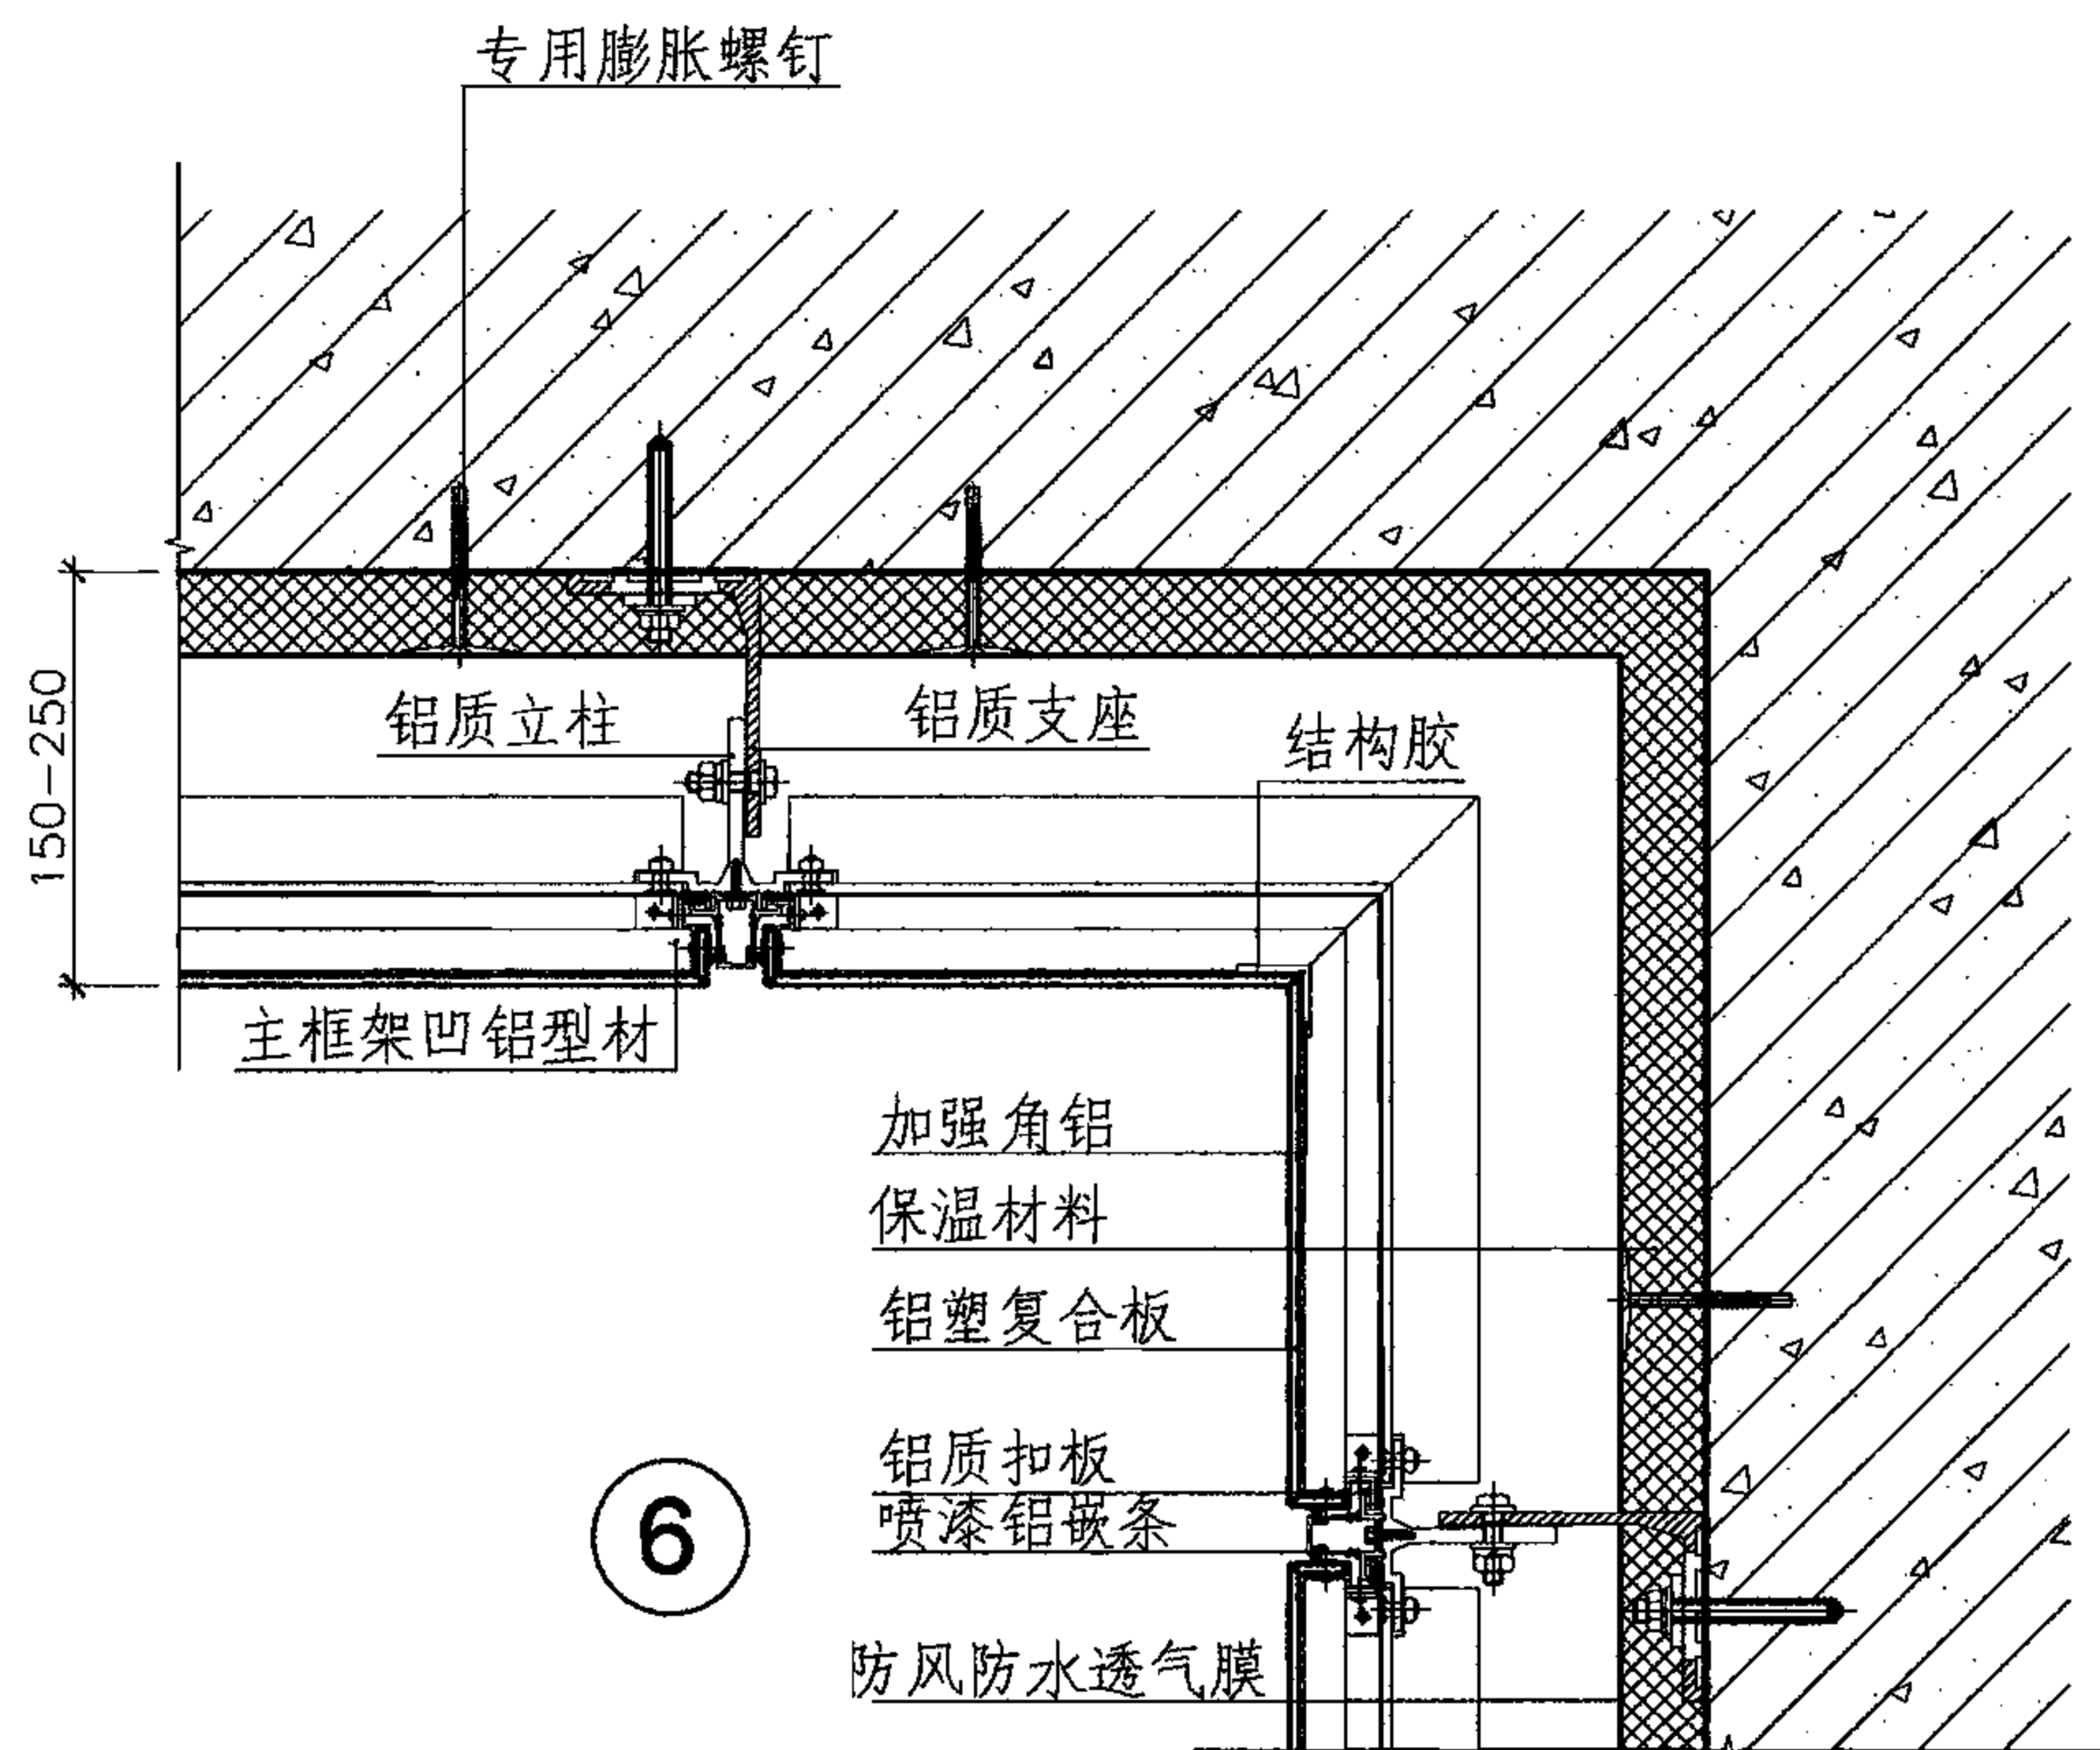 专用膨胀螺钉
铝质立柱
铝质支座
结构胶
150-250
主框架凹铝型材
加强角铝
保温材料
铝塑复合板
铝质扣板
喷漆铝嵌条
6
防风防水透气膜